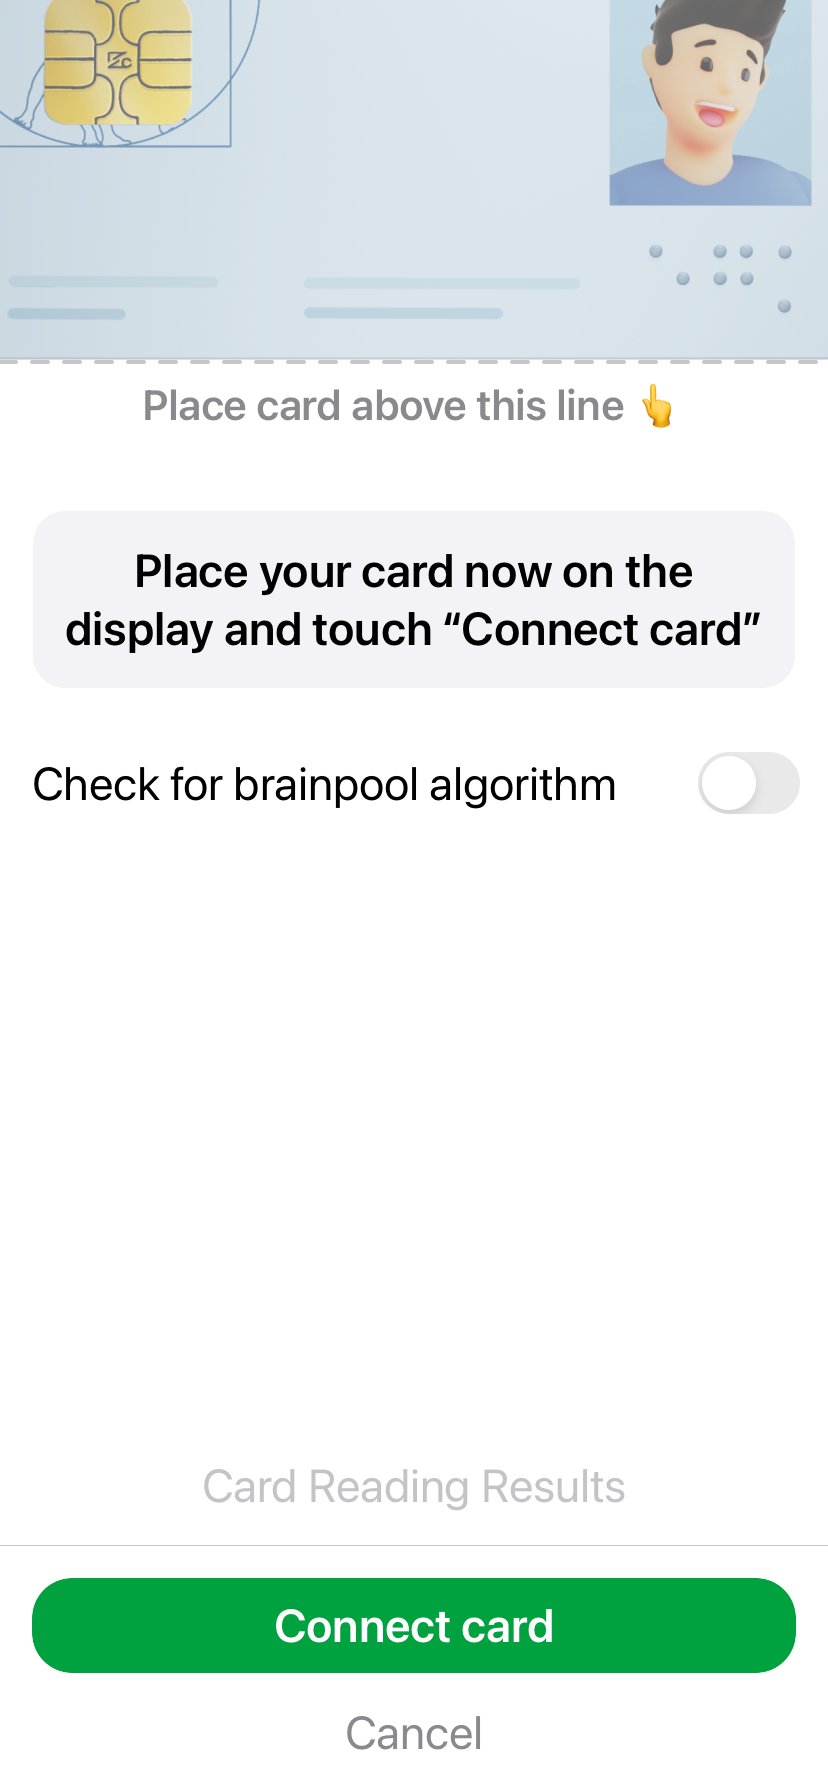 Place card above this line 👆
Place your card now on the
display and touch “Connect card”
Check for brainpool algorithm
Card Reading Results
Connect card
Cancel